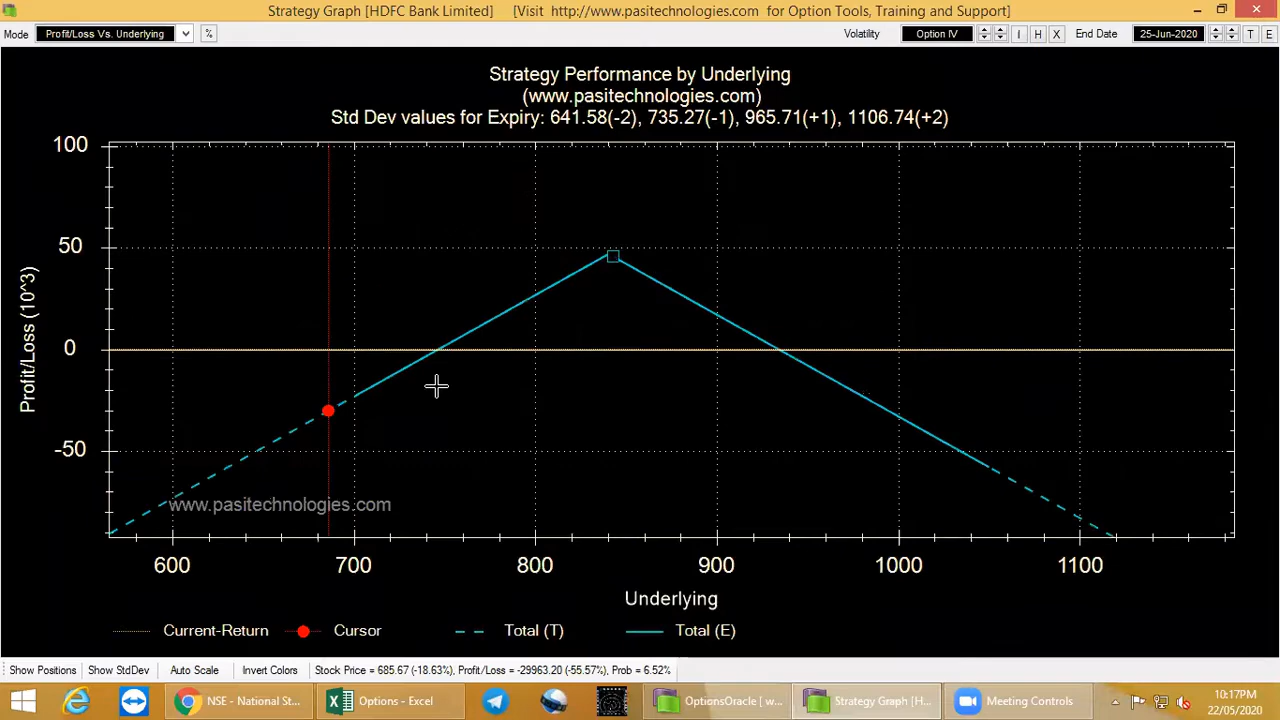 Strategy Graph [HDFC Bank Limited] [Visit http://www.pasitechnologies.com for Option Tools, Training and Support]
Mode Profit/Loss Vs. Underlying % Volatility Option IV I H X End Date 25-Jun-2020 T E
Strategy Performance by Underlying
(www.pasitechnologies.com)
Std Dev values for Expiry: 641.58(-2), 735.27(-1), 965.71(+1), 1106.74(+2)
100
50
0
-50
Profit/Loss (10^3)
www.pasitechnologies.com
600 700 800 900 1000 1100
Underlying
Current-Return Cursor Total (T) Total (E)
Show Positions Show StdDev Auto Scale Invert Colors Stock Price = 685.67 (-18.63%), Profit/Loss = -29963.20 (-55.57%), Prob = 6.52%
NSE - National St... Options - Excel OptionsOracle [ w... Strategy Graph [H... Meeting Controls 10:17PM
22/05/2020